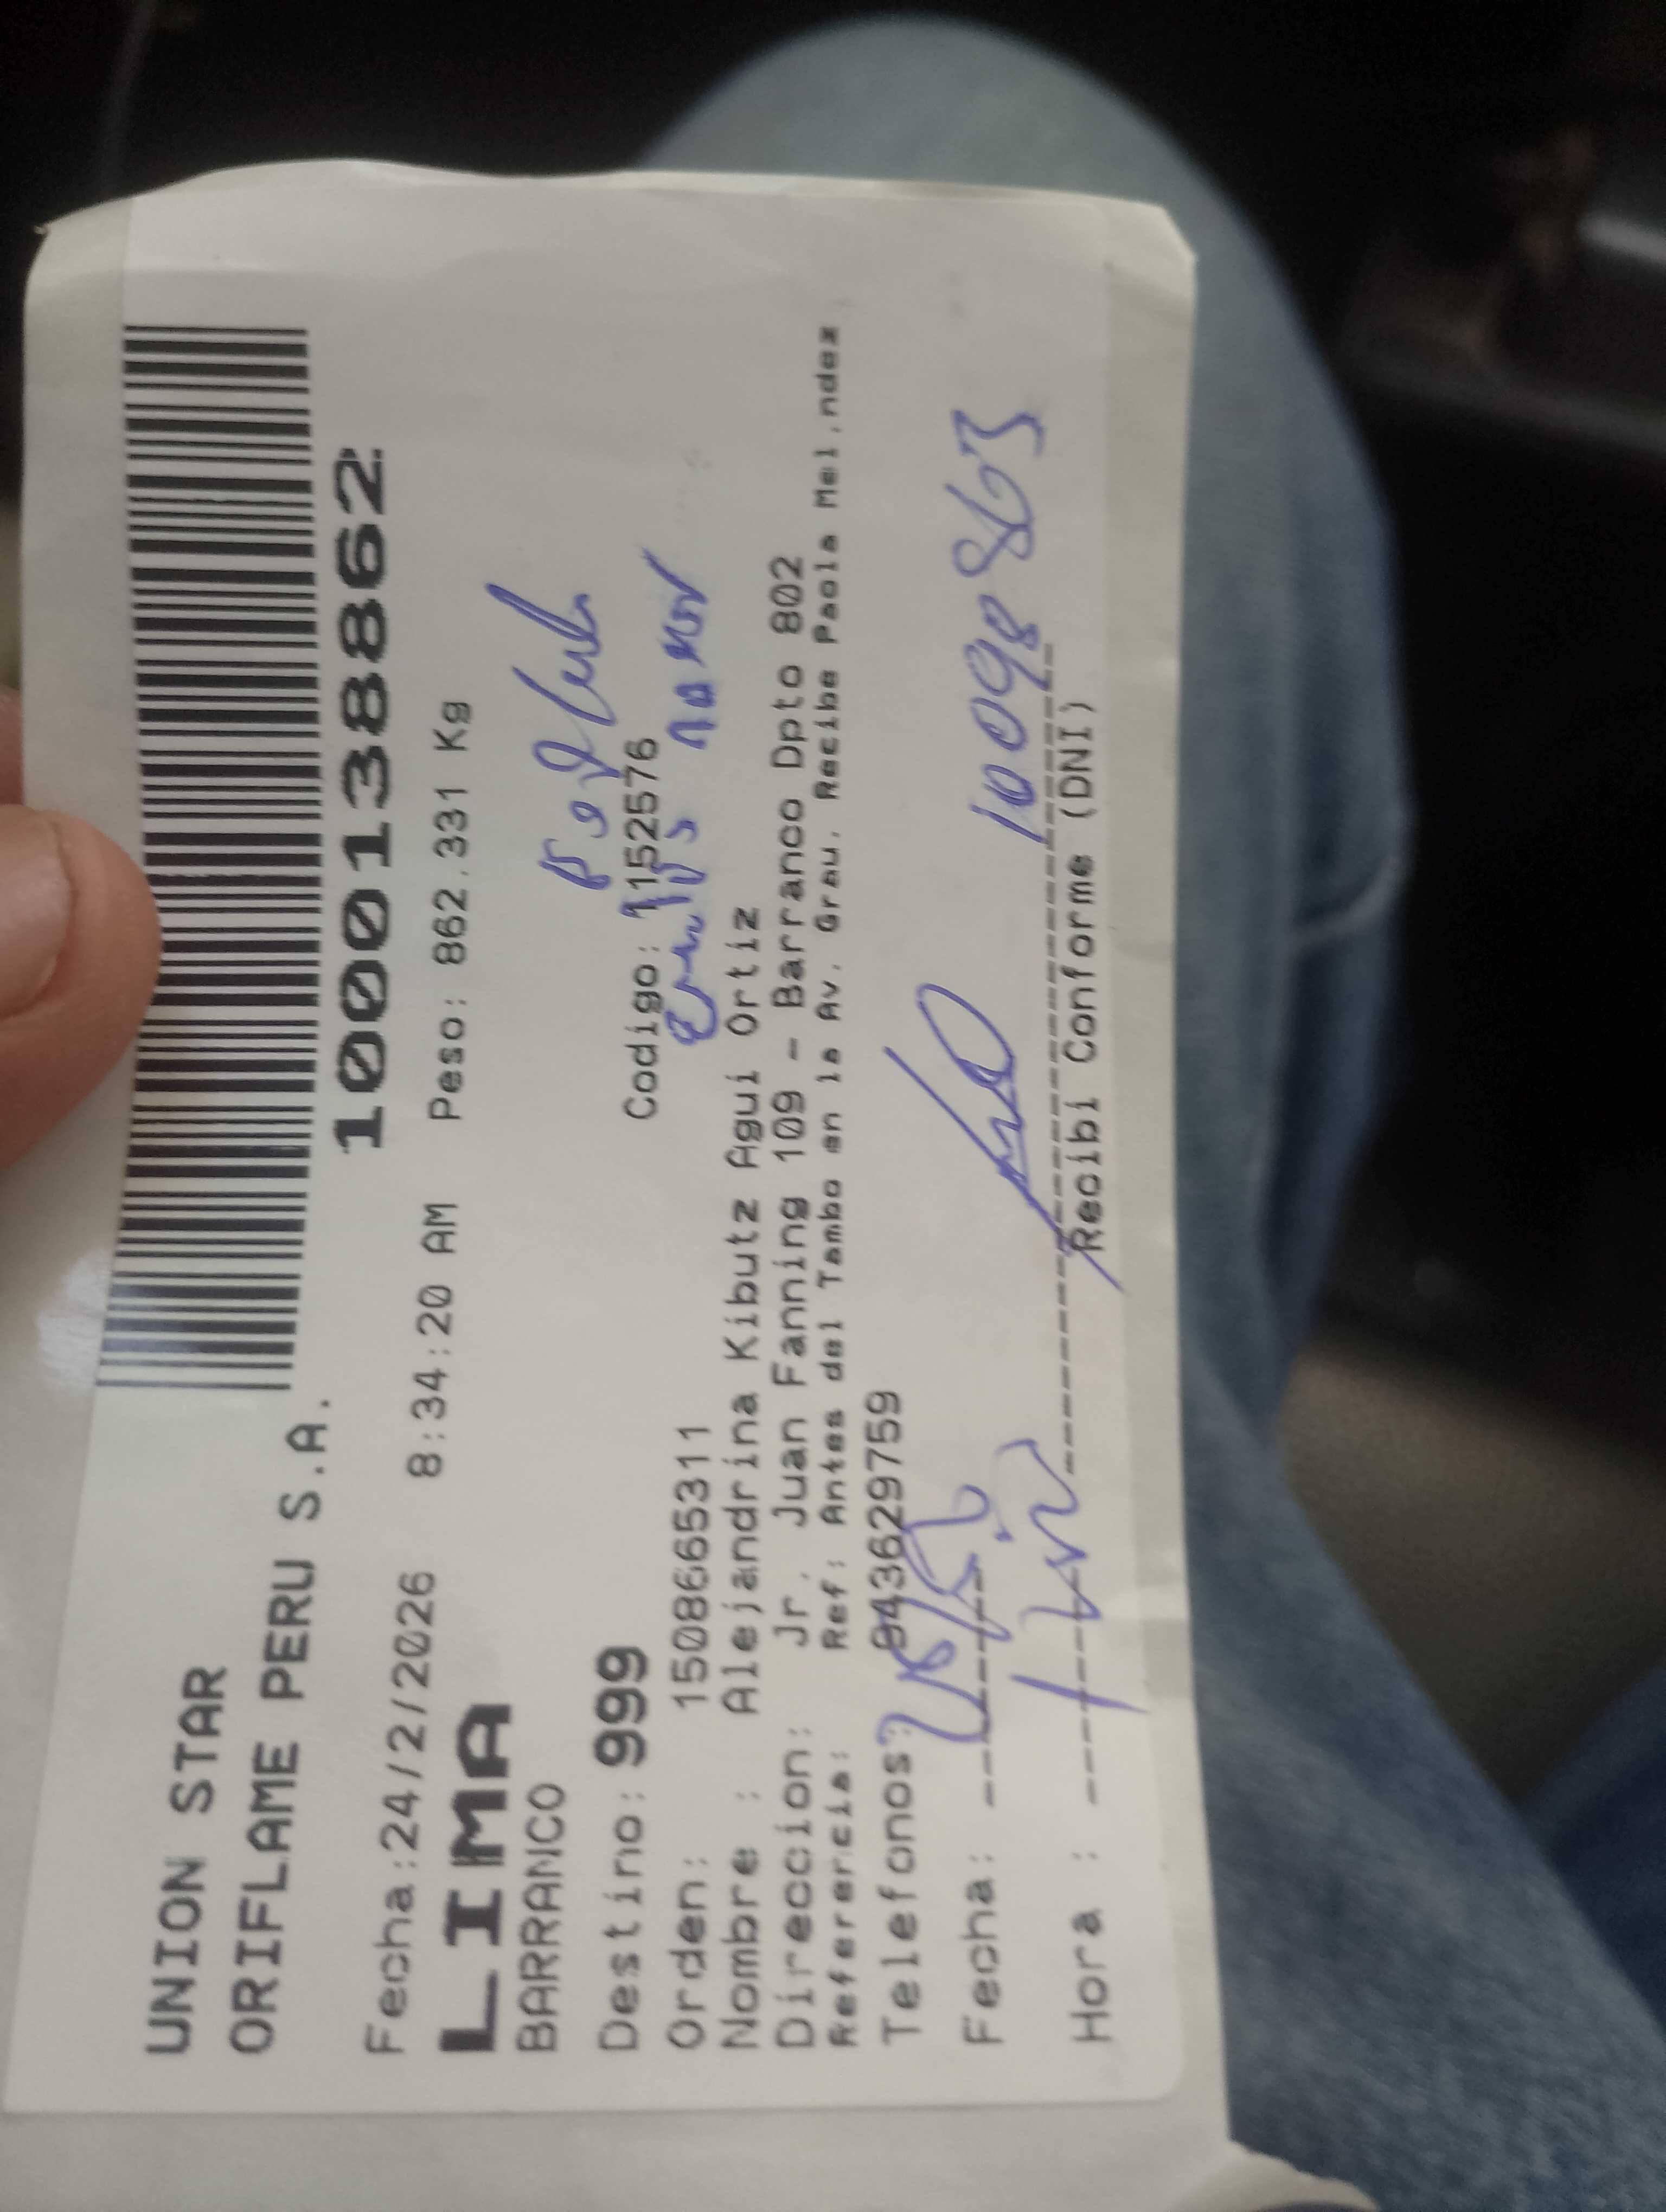 UNION STAR
ORIFLAME PERU S.A.
10001388862
Fecha:24/2/2026 8:34:20 AM Peso: 862.331 Kg
LIMA
BARRANCO
Destino: 999
Codigo: 1152576
Orden: 1508665311
Nombre : Alejandrina Kibutz Agui Ortiz
Direccion: Jr. Juan Fanning 109 - Barranco Dpto 802
Referencia: Ref: Antes del Tambo en la Av. Grau. Recibe Paola Mel,ndez
Telefonos: 943629759
Fecha:
10098863
Hora :
Recibi Conforme (DNI)